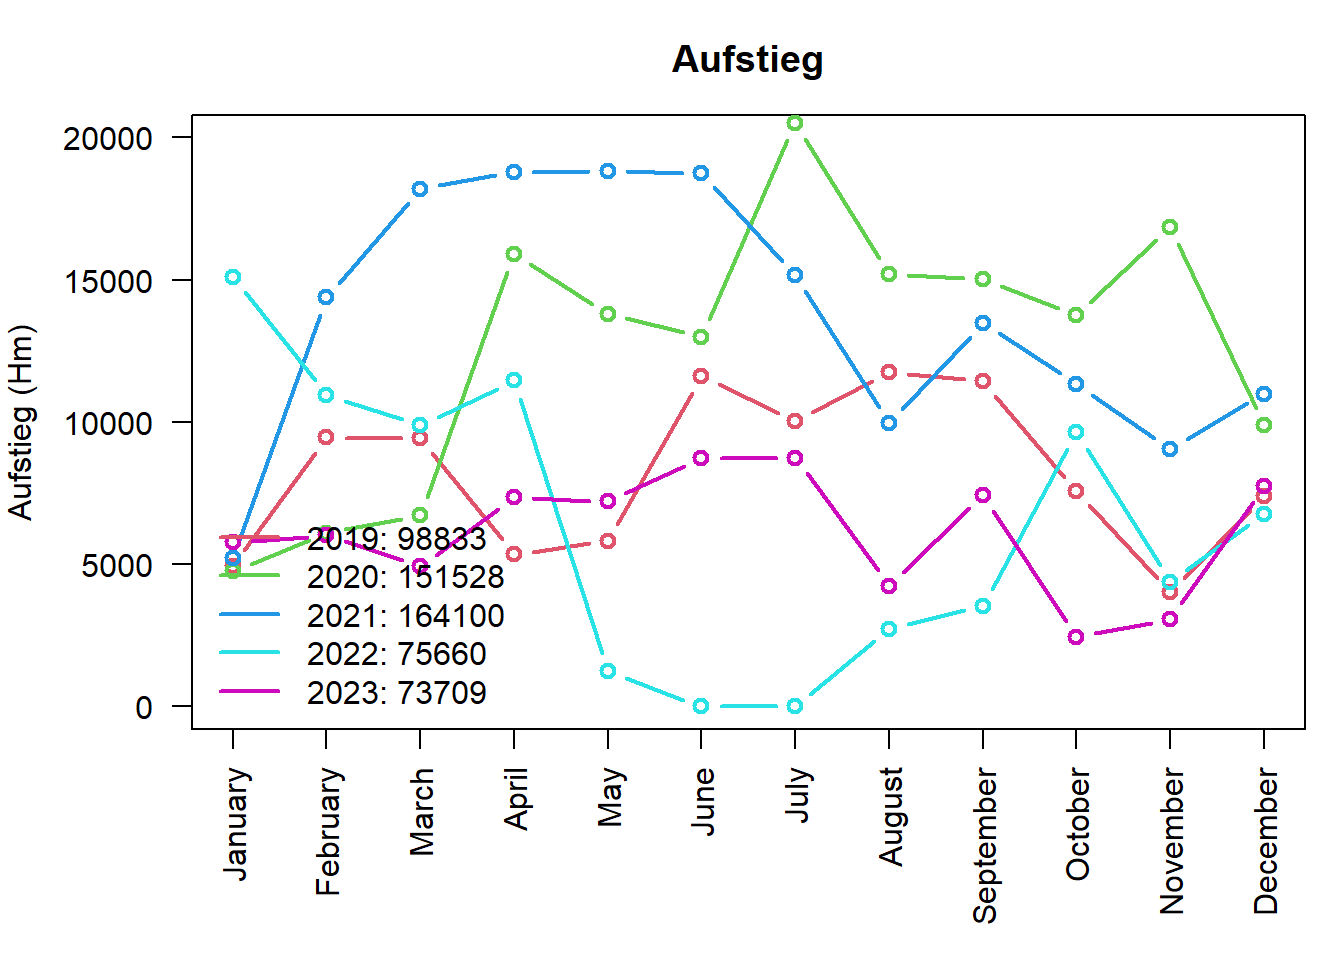 Aufstieg
Aufstieg (Hm)
20000
15000
10000
5000
0
2019: 98833
2020: 151528
2021: 164100
2022: 75660
2023: 73709
January
February
March
April
May
June
July
August
September
October
November
December